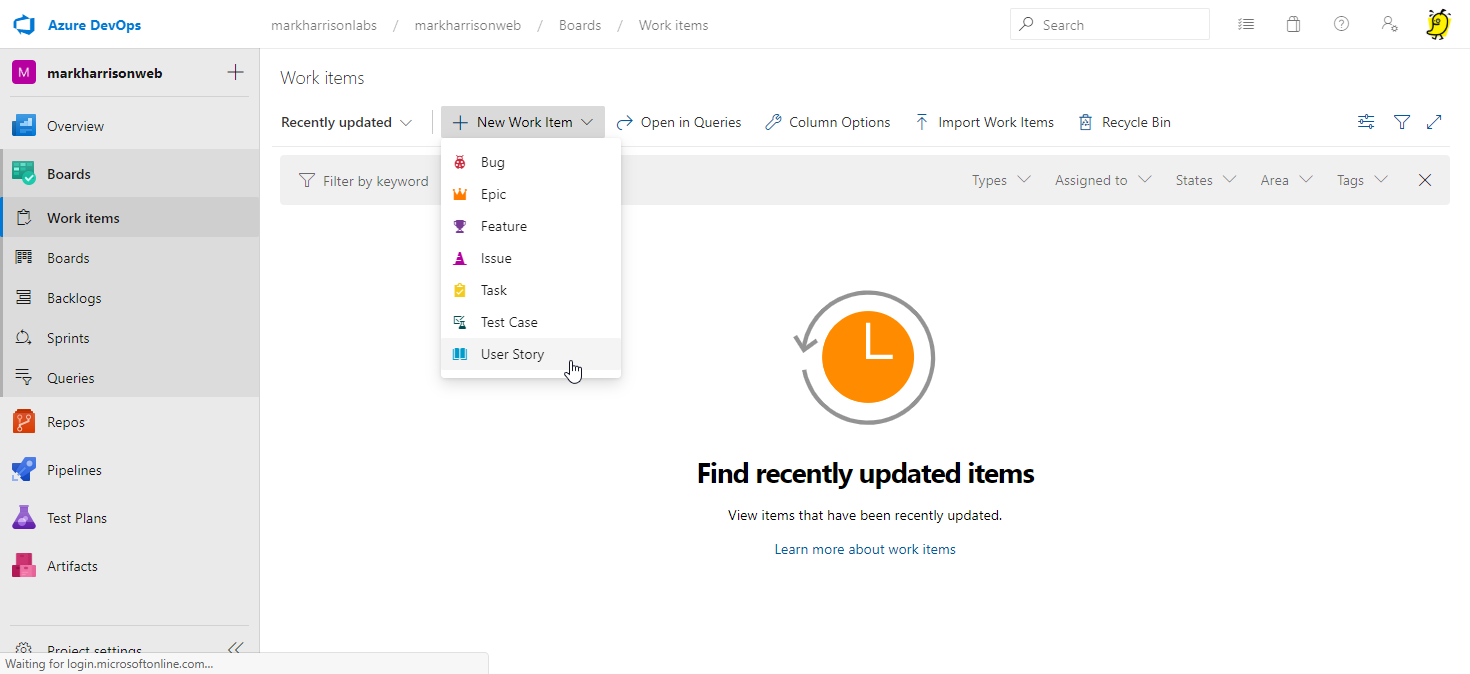 Azure DevOps
markharrisonlabs / markharrisonweb / Boards / Work items
Search
M markharrisonweb
Overview
Boards
Work items
Boards
Backlogs
Sprints
Queries
Repos
Pipelines
Test Plans
Artifacts
Project settings
Waiting for login.microsoftonline.com...
Work items
Recently updated New Work Item Open in Queries Column Options Import Work Items Recycle Bin
Filter by keyword Types Assigned to States Area Tags
Bug
Epic
Feature
Issue
Task
Test Case
User Story
Find recently updated items
View items that have been recently updated.
Learn more about work items